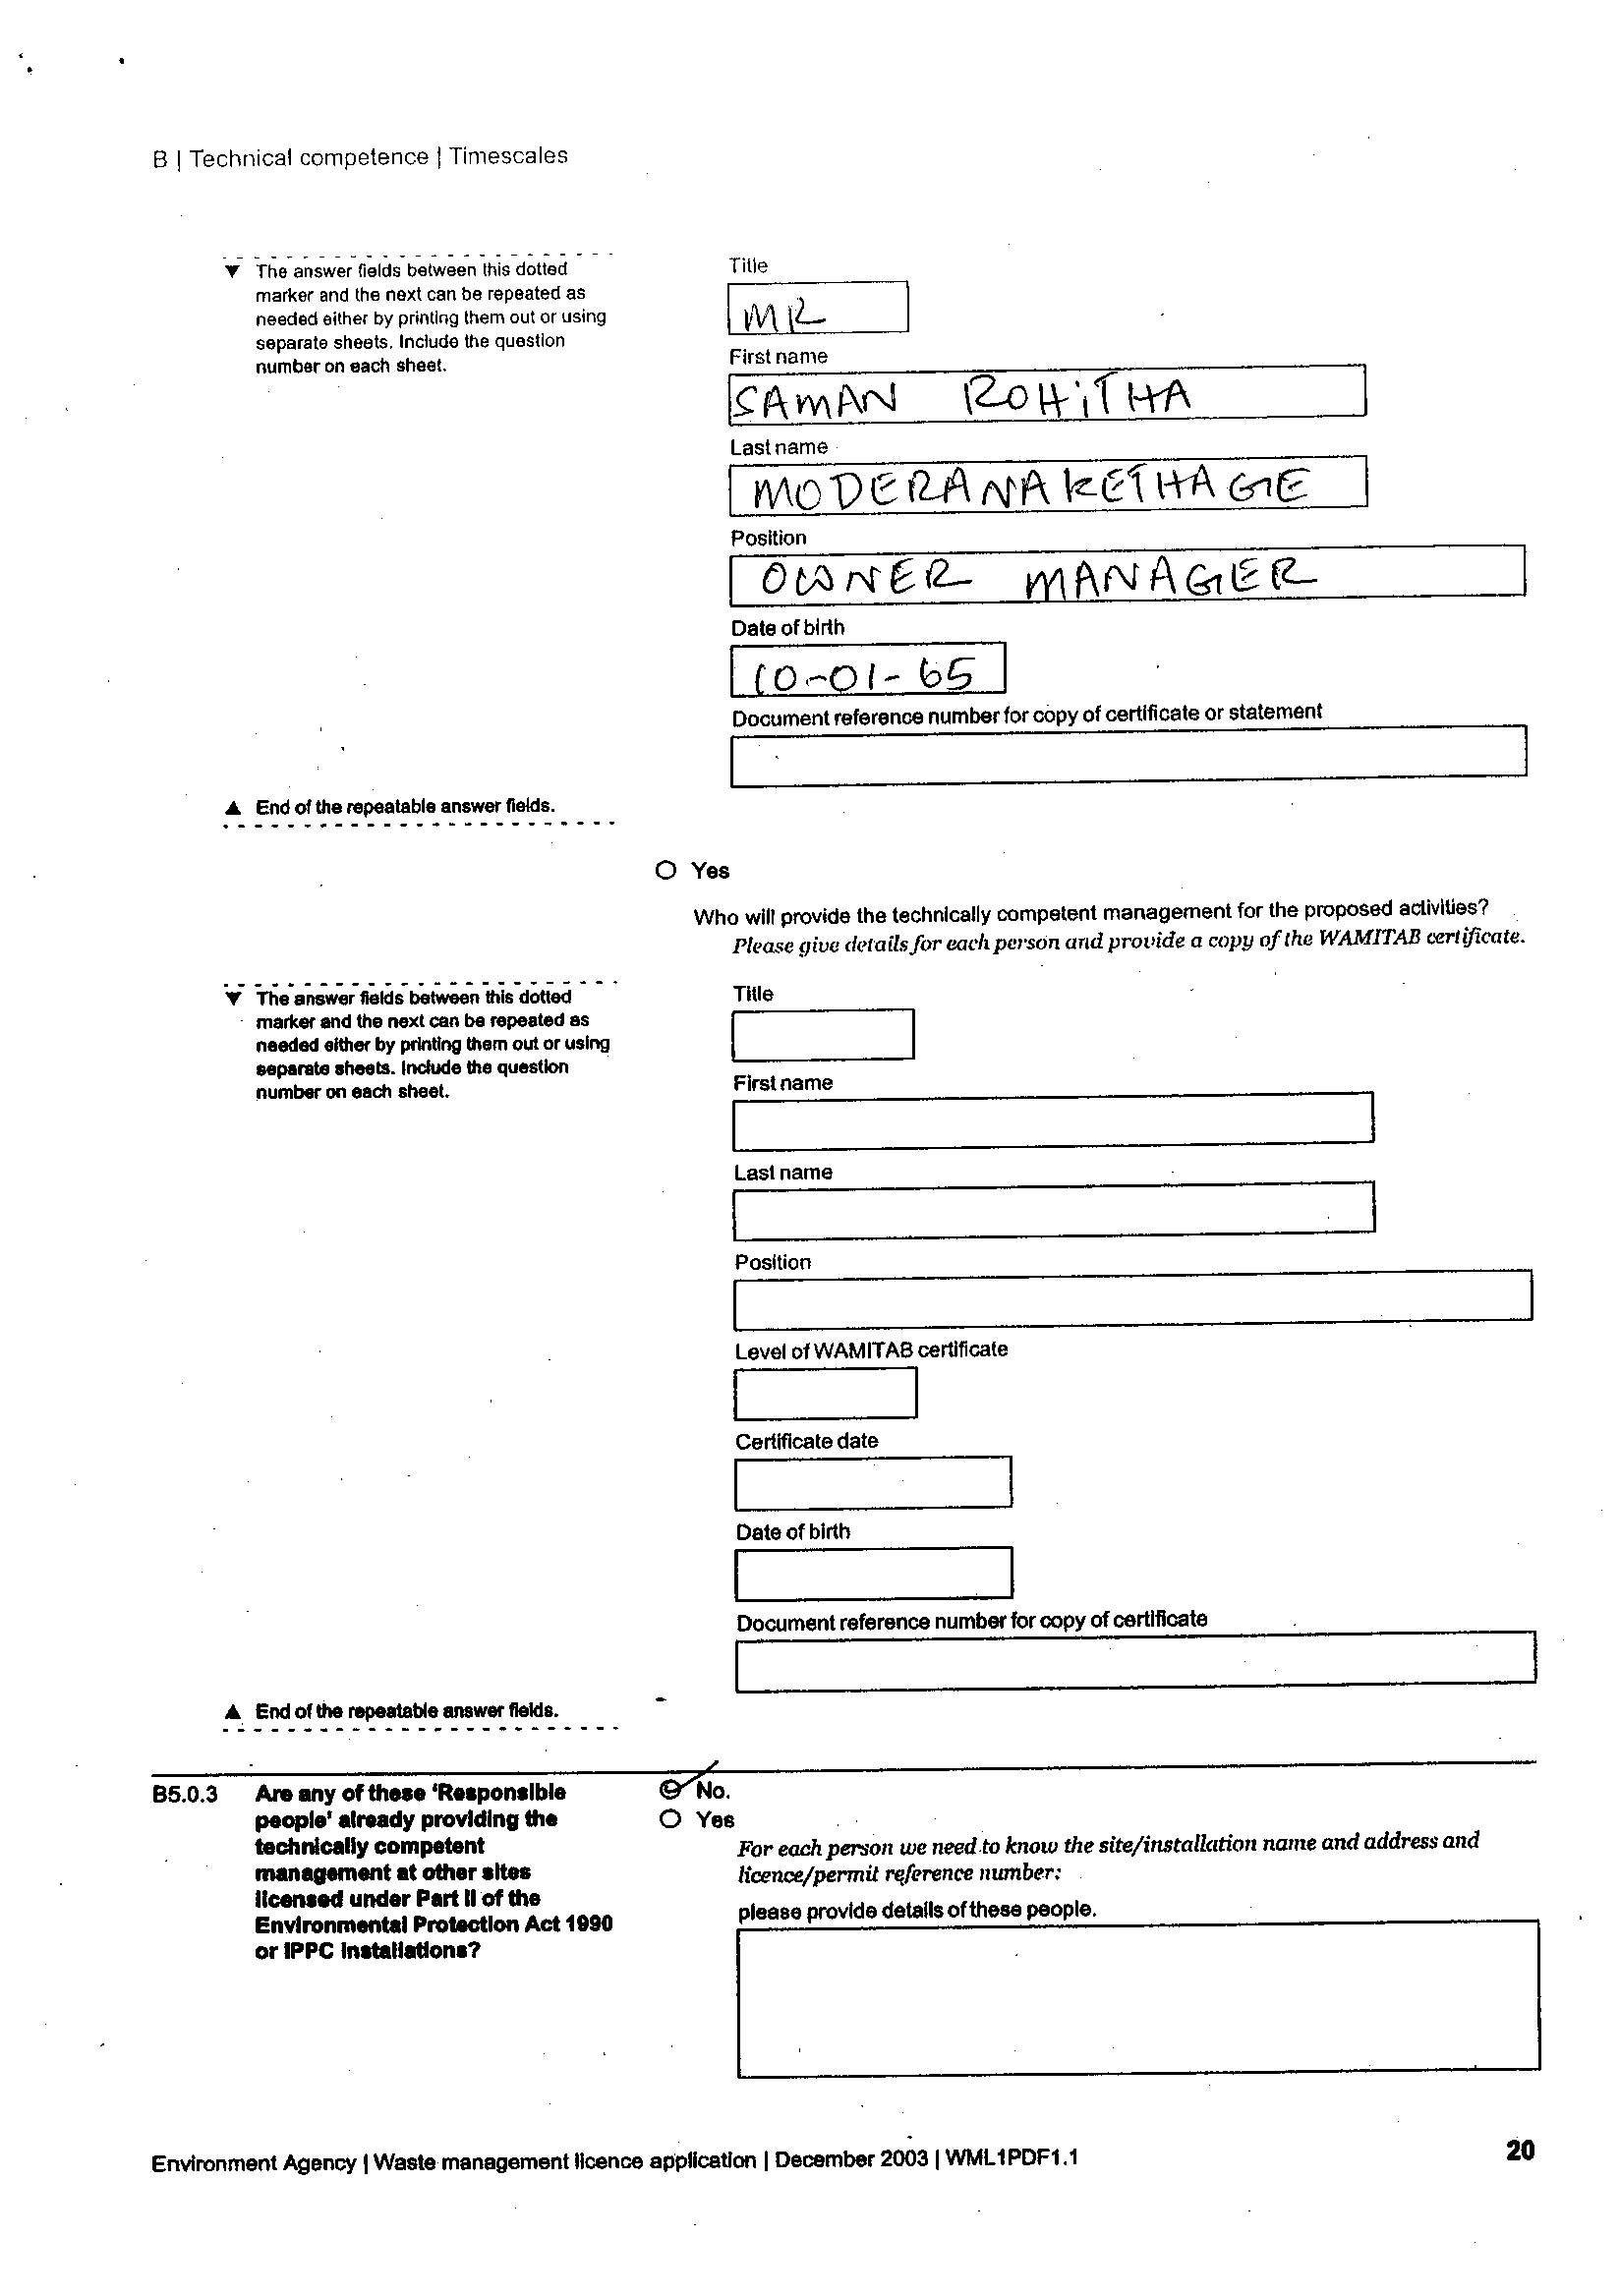 B | Technical competence | Timescales
▼ The answer fields between this dotted
marker and the next can be repeated as
needed either by printing them out or using
separate sheets. Include the question
number on each sheet.
Title
MR
First name
SAMAN ROHiTHA
Last name
MODERANAKETHAGE
Position
OWNER MANAGER
Date of birth
10-01-65
Document reference number for copy of certificate or statement
▲ End of the repeatable answer fields.
Yes
Who will provide the technically competent management for the proposed activities?
Please give details for each person and provide a copy of the WAMITAB certificate.
▼ The answer fields between this dotted
marker and the next can be repeated as
needed either by printing them out or using
separate sheets. Include the question
number on each sheet.
Title
First name
Last name
Position
Level of WAMITAB certificate
Certificate date
Date of birth
Document reference number for copy of certificate
▲ End of the repeatable answer fields.
B5.0.3 Are any of these 'Responsible
people' already providing the
technically competent
management at other sites
licensed under Part II of the
Environmental Protection Act 1990
or IPPC Installations?
No.
Yes
For each person we need to know the site/installation name and address and
licence/permit reference number:
please provide details of these people.
Environment Agency | Waste management licence application | December 2003 | WML1PDF1.1
20